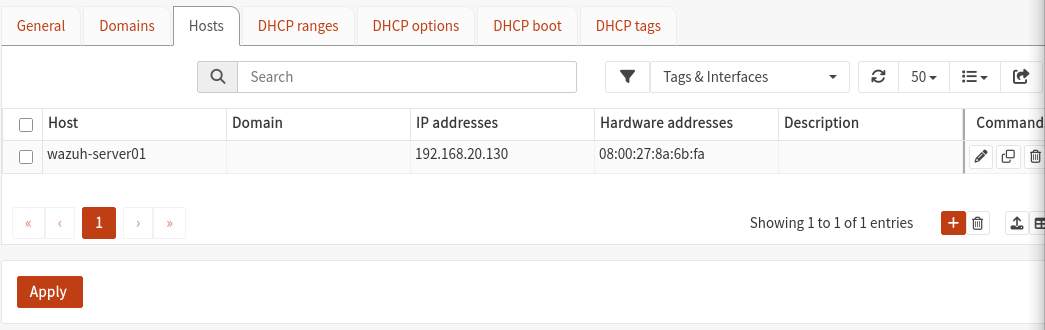 General Domains Hosts DHCP ranges DHCP options DHCP boot DHCP tags
Search Tags & Interfaces 50
Host Domain IP addresses Hardware addresses Description Command
wazuh-server01 192.168.20.130 08:00:27:8a:6b:fa
« ‹ 1 › » Showing 1 to 1 of 1 entries
Apply